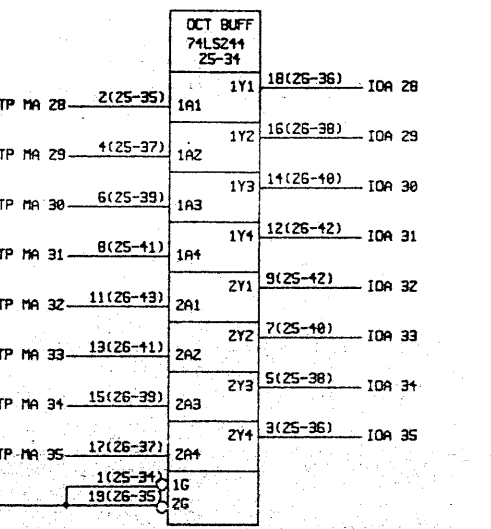 OCT BUFF
74LS244
25-34
1Y1 18(26-36) IOA 28
TP MA 28 2(25-35) 1A1
1Y2 16(26-38) IOA 29
TP MA 29 4(25-37) 1A2
1Y3 14(26-40) IOA 30
TP MA 30 6(25-39) 1A3
1Y4 12(26-42) IOA 31
TP MA 31 8(25-41) 1A4
2Y1 9(25-42) IOA 32
TP MA 32 11(26-43) 2A1
2Y2 7(25-40) IOA 33
TP MA 33 13(26-41) 2A2
2Y3 5(25-38) IOA 34
TP MA 34 15(26-39) 2A3
2Y4 3(25-36) IOA 35
TP MA 35 17(26-37) 2A4
1(25-34) 1G
19(26-35) 2G